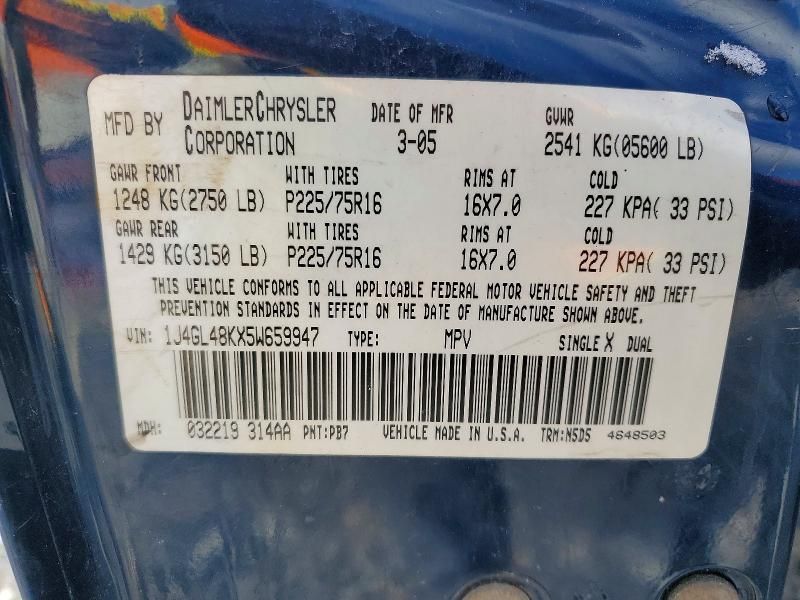 MFD BY DAIMLERCHRYSLER CORPORATION DATE OF MFR 3-05 GVWR 2541 KG(05600 LB)
GAWR FRONT WITH TIRES RIMS AT COLD
1248 KG(2750 LB) P225/75R16 16X7.0 227 KPA( 33 PSI)
GAWR REAR WITH TIRES RIMS AT COLD
1429 KG(3150 LB) P225/75R16 16X7.0 227 KPA( 33 PSI)
THIS VEHICLE CONFORMS TO ALL APPLICABLE FEDERAL MOTOR VEHICLE SAFETY AND THEFT
PREVENTION STANDARDS IN EFFECT ON THE DATE OF MANUFACTURE SHOWN ABOVE.
VIN: 1J4GL48KX5W659947 TYPE: MPV SINGLE X DUAL
MDH: 032219 314AA PNT:PB7 VEHICLE MADE IN U.S.A. TRM:N5D5 4648503